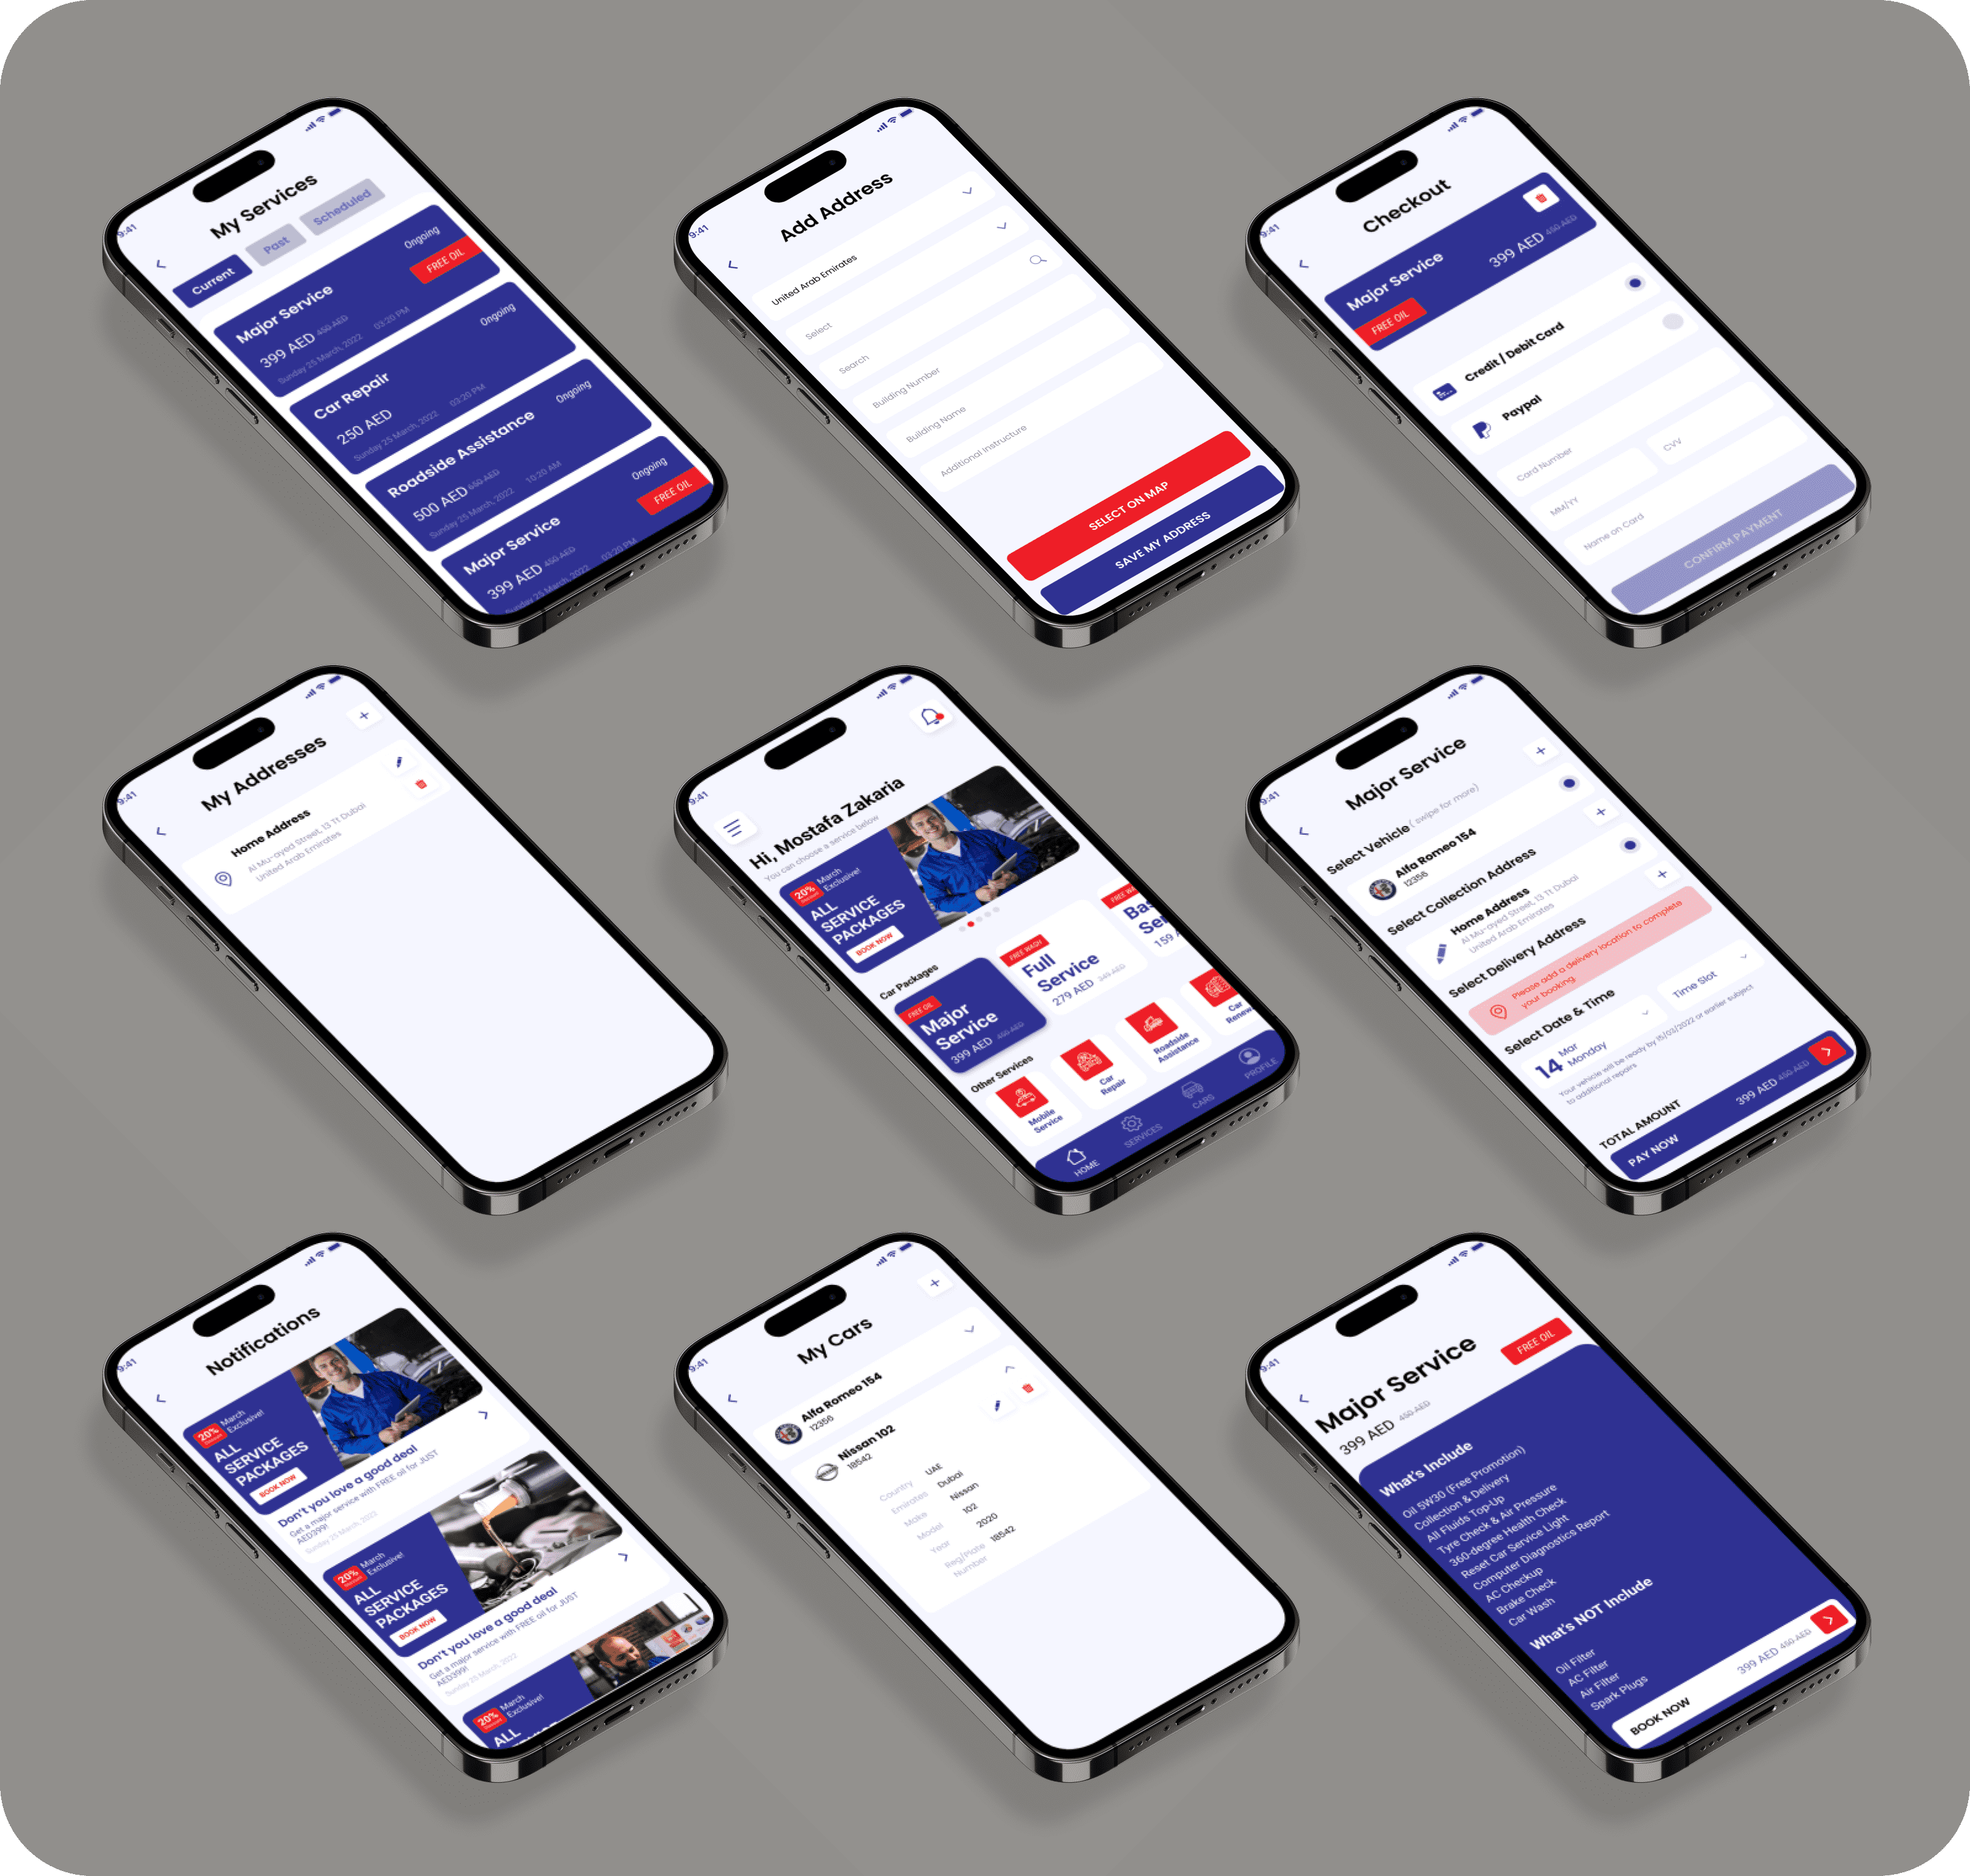 9:41
My Services
Current
Past
Scheduled
Major Service
Ongoing
FREE OIL
399 AED 450 AED
Sunday 25 March, 2022 03:20 PM
Car Repair
Ongoing
250 AED
Sunday 25 March, 2022 03:20 PM
Roadside Assistance
Ongoing
500 AED 650 AED
Sunday 25 March, 2022 10:20 AM
Major Service
Ongoing
FREE OIL
399 AED 450 AED
Sunday 25 March, 2022 03:20 PM
9:41
Add Address
United Arab Emirates
Select
Search
Building Number
Building Name
Additional Instructure
SELECT ON MAP
SAVE MY ADDRESS
9:41
Checkout
Major Service
399 AED 450 AED
FREE OIL
Credit / Debit Card
Paypal
Card Number
MM/YY
CVV
Name on Card
CONFIRM PAYMENT
9:41
My Addresses
Home Address
Al Mu-ayed Street, 13 Tt Dubai
United Arab Emirates
9:41
Hi, Mostafa Zakaria
You can choose a service below
20%
March
Exclusive!
ALL
SERVICE
PACKAGES
BOOK NOW
Car Packages
FREE OIL
Major
Service
399 AED 450 AED
FREE WASH
Full
Service
279 AED 349 AED
FREE WA
Bas
Ser
159 A
Other Services
Mobile
Service
Car
Repair
Roadside
Assistance
Car
Renew
HOME
SERVICES
CARS
PROFILE
9:41
Major Service
Select Vehicle ( swipe for more)
Alfa Romeo 154
12356
Select Collection Address
Home Address
Al Mu-ayed Street, 13 Tt Dubai
United Arab Emirates
Select Delivery Address
Please add a delivery location to complete
your booking.
Select Date & Time
14 Mar
Monday
Time Slot
Your vehicle will be ready by 15/03/2022 or earlier subject
to additional repairs
TOTAL AMOUNT
PAY NOW
399 AED 450 AED
9:41
Notifications
20%
March
Exclusive!
ALL
SERVICE
PACKAGES
BOOK NOW
Don't you love a good deal
Get a major service with FREE oil for JUST
AED399!
Sunday 25 March, 2022
20%
March
Exclusive!
ALL
SERVICE
PACKAGES
BOOK NOW
Don't you love a good deal
Get a major service with FREE oil for JUST
AED399!
Sunday 25 March, 2022
20%
March
Exclusive!
ALL
9:41
My Cars
Alfa Romeo 154
12356
Nissan 102
18542
Country UAE
Emirates Dubai
Make Nissan
Model 102
Year 2020
Reg/Plate
Number 18542
9:41
Major Service
FREE OIL
399 AED 450 AED
What's Include
Oil 5W30 (Free Promotion)
Collection & Delivery
All Fluids Top-Up
Tyre Check & Air Pressure
360-degree Health Check
Reset Car Service Light
Computer Diagnostics Report
AC Checkup
Brake Check
Car Wash
What's NOT Include
Oil Filter
AC Filter
Air Filter
Spark Plugs
BOOK NOW
399 AED 450 AED